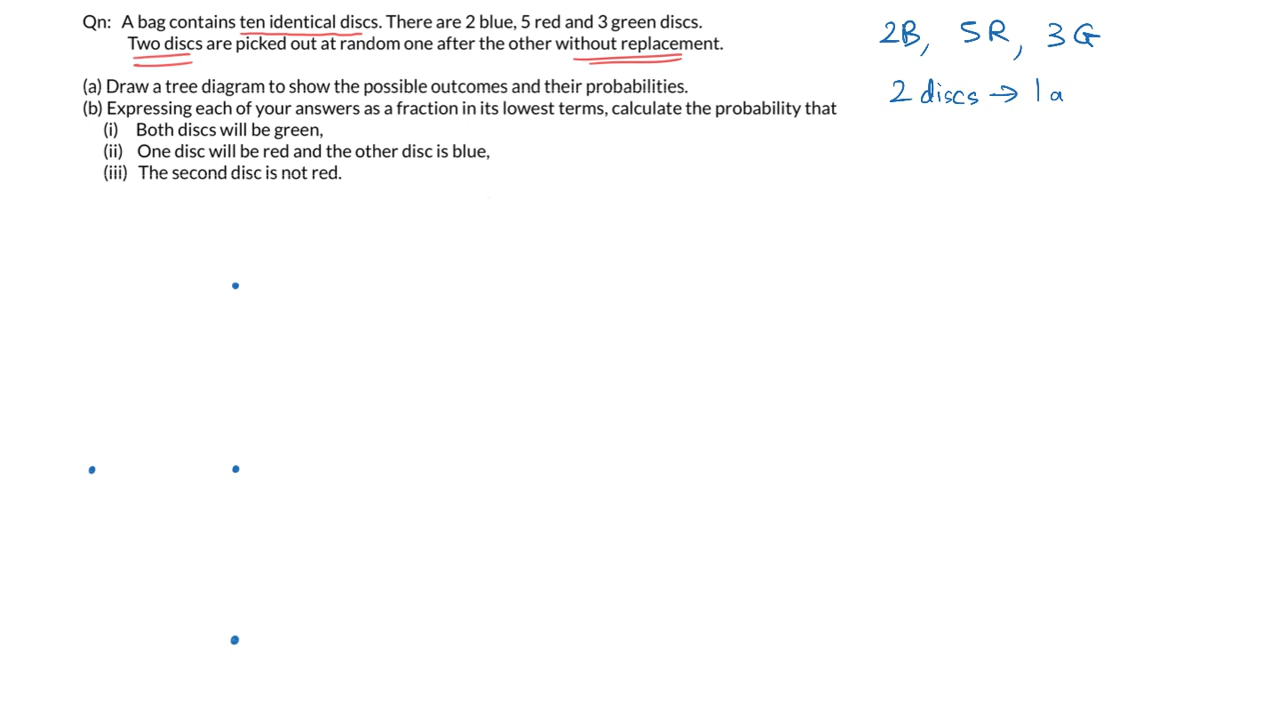 Qn: A bag contains ten identical discs. There are 2 blue, 5 red and 3 green discs.
Two discs are picked out at random one after the other without replacement.
(a) Draw a tree diagram to show the possible outcomes and their probabilities.
(b) Expressing each of your answers as a fraction in its lowest terms, calculate the probability that
(i) Both discs will be green,
(ii) One disc will be red and the other disc is blue,
(iii) The second disc is not red.
2B, 5R, 3G
2 discs → 1 a